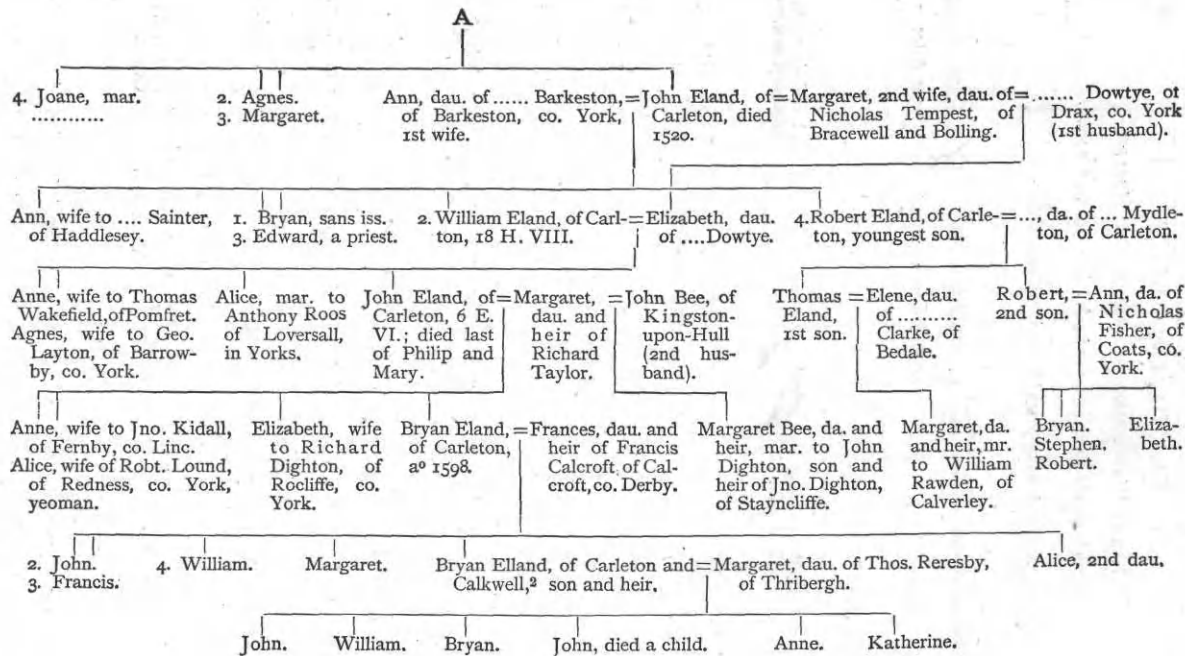 A
4. Joane, mar.
............
2. Agnes.
3. Margaret.
Ann, dau. of ...... Barkeston,
of Barkeston, co. York,
1st wife.
=John Eland, of
Carleton, died
1520.
=Margaret, 2nd wife, dau. of
Nicholas Tempest, of
Bracewell and Bolling.
=....... Dowtye, of
Drax, co. York
(1st husband).
Ann, wife to .... Sainter,
of Haddlesey.
1. Bryan, sans iss.
3. Edward, a priest.
2. William Eland, of Carl-
ton, 18 H. VIII.
=Elizabeth, dau.
of ....Dowtye.
4. Robert Eland, of Carle-
ton, youngest son.
=..., da. of ... Mydle-
ton, of Carleton.
Anne, wife to Thomas
Wakefield, of Pomfret.
Agnes, wife to Geo.
Layton, of Barrow-
by, co. York.
Alice, mar. to
Anthony Roos
of Loversall,
in Yorks.
John Eland, of
Carleton, 6 E.
VI.; died last
of Philip and
Mary.
=Margaret,
dau. and
heir of
Richard
Taylor.
=John Bee, of
Kingston-
upon-Hull
(2nd hus-
band).
Thomas
Eland,
1st son.
=Elene, dau.
of ..........
Clarke, of
Bedale.
Robert,
2nd son.
=Ann, da. of
Nicholas
Fisher, of
Coats, co.
York.
Anne, wife to Jno. Kidall,
of Fernby, co. Linc.
Alice, wife of Robt. Lound,
of Redness, co. York,
yeoman.
Elizabeth, wife
to Richard
Dighton, of
Rocliffe, co.
York.
Bryan Eland,
of Carleton,
aº 1598.
=Frances, dau. and
heir of Francis
Calcroft, of Cal-
croft, co. Derby.
Margaret Bee, da. and
heir, mar. to John
Dighton, son and
heir of Jno. Dighton,
of Stayncliffe.
Margaret, da.
and heir, mr.
to William
Rawden, of
Calverley.
Bryan.
Stephen.
Robert.
Eliza-
beth.
2. John.
3. Francis.
4. William.
Margaret.
Bryan Elland, of Carleton and
Calkwell,² son and heir.
=Margaret, dau. of Thos. Reresby,
of Thribergh.
Alice, 2nd dau.
John.
William.
Bryan.
John, died a child.
Anne.
Katherine.